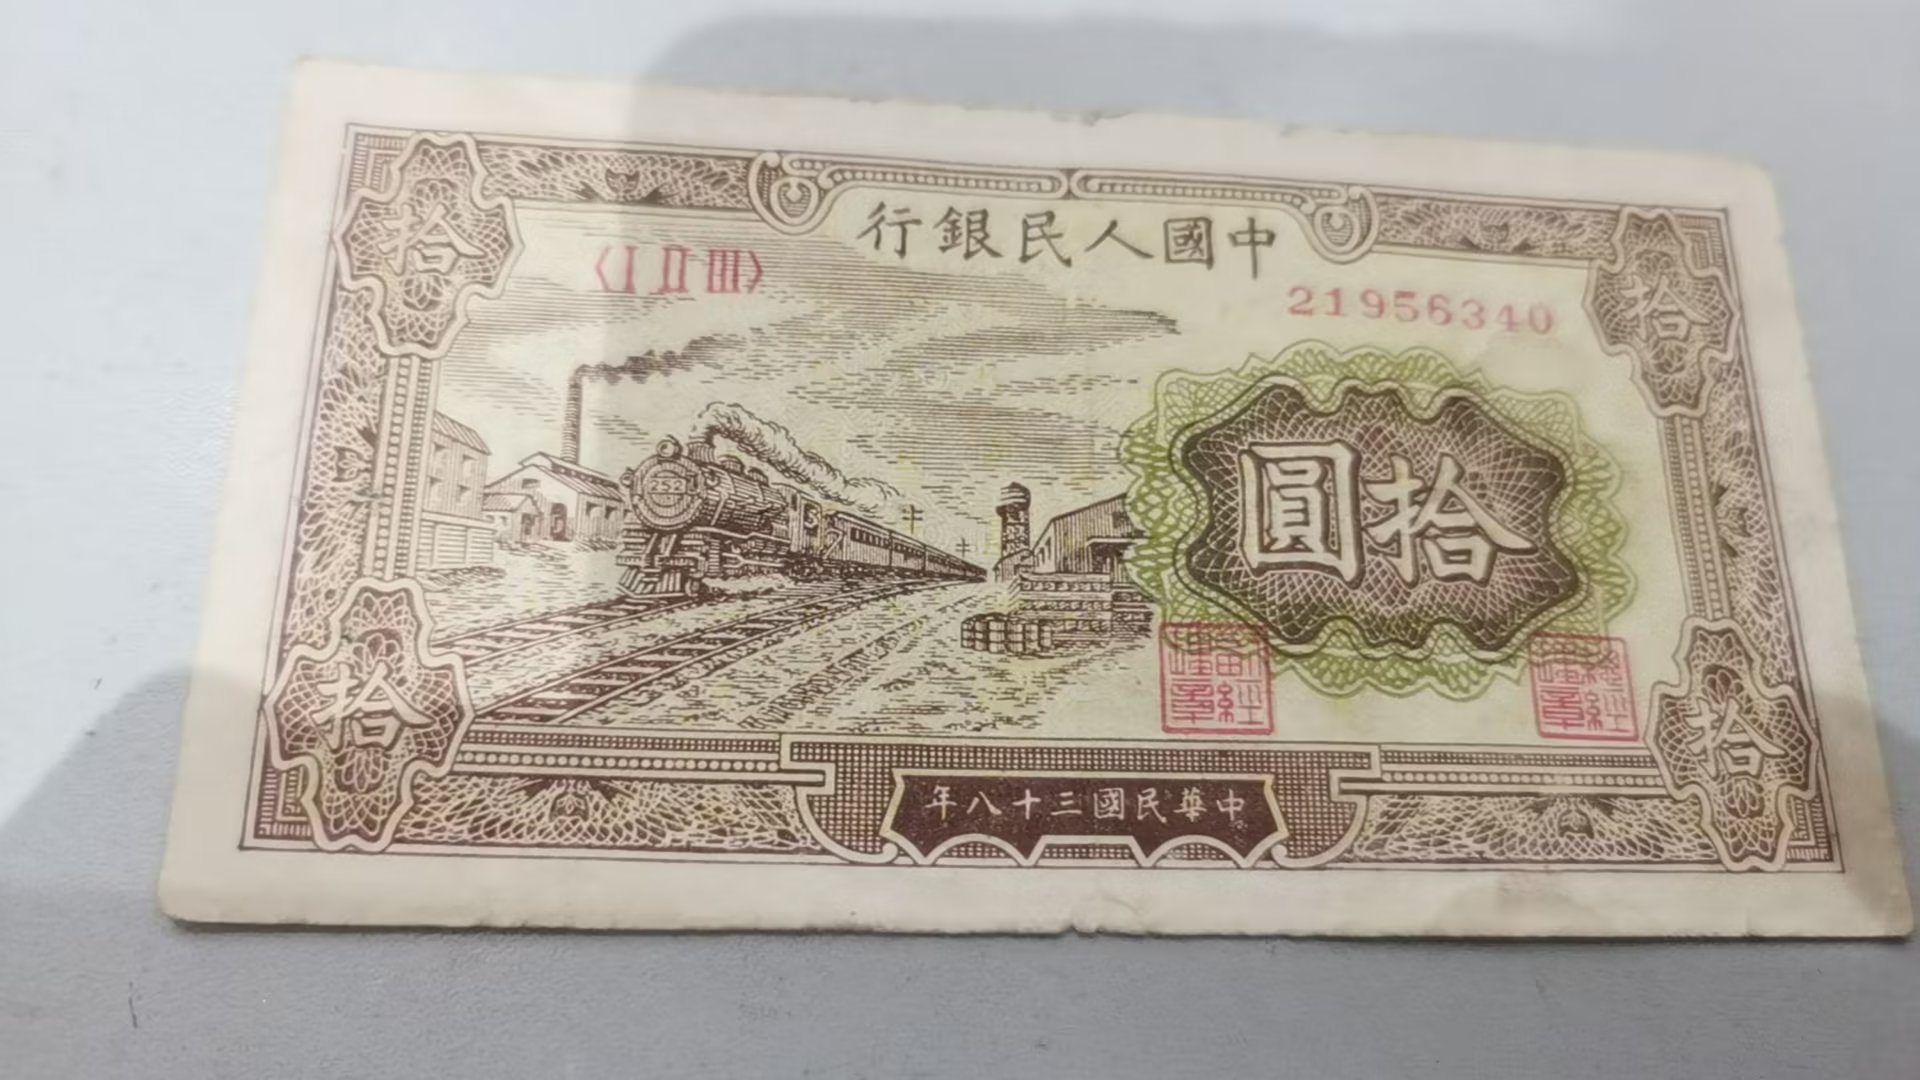 中國人民銀行
〈I II III〉
21956340
拾
拾
拾圓
拾
拾
中華民國三十八年